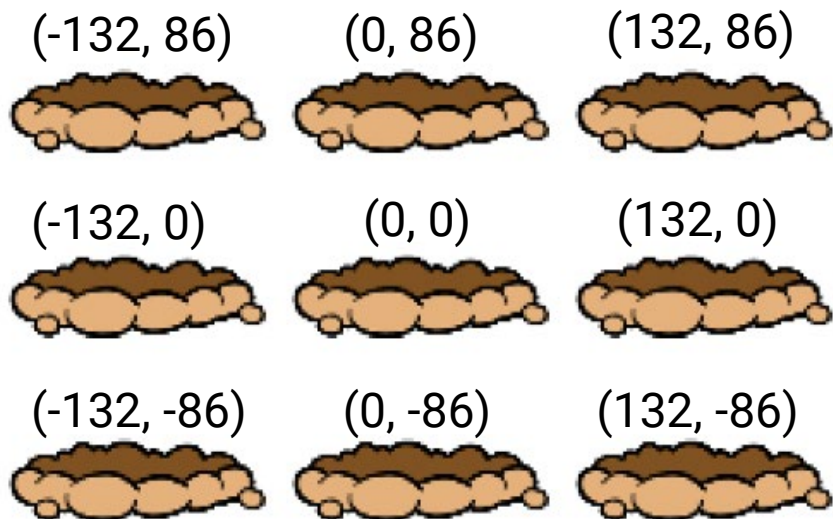 (-132, 86) (0, 86) (132, 86)
(-132, 0) (0, 0) (132, 0)
(-132, -86) (0, -86) (132, -86)